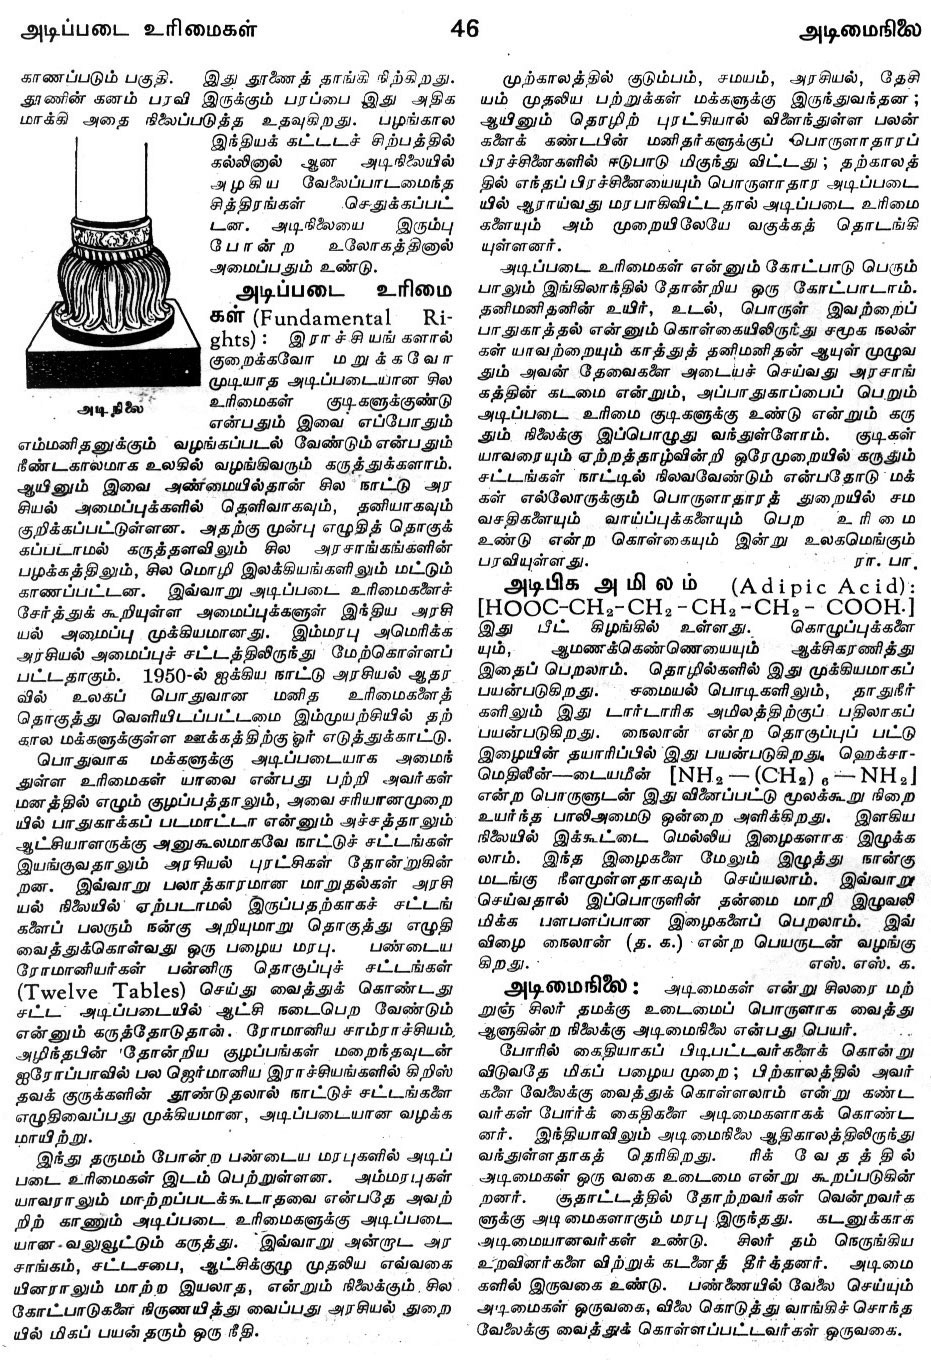 அடிப்படை உரிமைகள்
46
அடிமைநிலை
காணப்படும் பகுதி. இது தூணைத் தாங்கி நிற்கிறது.
தூணின் கனம் பரவி இருக்கும் பரப்பை இது அதிக
மாக்கி அதை நிலைப்படுத்த உதவுகிறது. பழங்கால
இந்தியக் கட்டடச் சிற்பத்தில்
கல்லினால் ஆன அடிநிலையில்
அழகிய வேலைப்பாடமைந்த
சித்திரங்கள் செதுக்கப்பட்
டன. அடிநிலையை இரும்பு
போன்ற உலோகத்தினால்
அமைப்பதும் உண்டு.
அடிநிலை
அடிப்படை உரிமை
கள் (Fundamental Ri-
ghts) : இராச்சியங்களால்
குறைக்கவோ மறுக்கவோ
முடியாத அடிப்படையான சில
உரிமைகள் குடிகளுக்குண்டு
என்பதும் இவை எப்போதும்
எம்மனிதனுக்கும் வழங்கப்படல் வேண்டும் என்பதும்
நீண்டகாலமாக உலகில் வழங்கிவரும் கருத்துக்களாம்.
ஆயினும் இவை அண்மையில்தான் சில நாட்டு அர
சியல் அமைப்புக்களில் தெளிவாகவும், தனியாகவும்
குறிக்கப்பட்டுள்ளன. அதற்கு முன்பு எழுதித் தொகுக்
கப்படாமல் கருத்தளவிலும் சில அரசாங்கங்களின்
பழக்கத்திலும், சில மொழி இலக்கியங்களிலும் மட்டும்
காணப்பட்டன. இவ்வாறு அடிப்படை உரிமைகளைச்
சேர்த்துக் கூறியுள்ள அமைப்புக்களுள் இந்திய அரசி
யல் அமைப்பு முக்கியமானது. இம்மரபு அமெரிக்க
அரசியல் அமைப்புச் சட்டத்திலிருந்து மேற்கொள்ளப்
பட்டதாகும். 1950-ல் ஐக்கிய நாட்டு அரசியல் ஆதர
வில் உலகப் பொதுவான மனித உரிமைகளைத்
தொகுத்து வெளியிடப்பட்டமை இம்முயற்சியில் தற்
கால மக்களுக்குள்ள ஊக்கத்திற்கு ஓர் எடுத்துக்காட்டு.
பொதுவாக மக்களுக்கு அடிப்படையாக அமைந்
துள்ள உரிமைகள் யாவை என்பது பற்றி அவர்கள்
மனத்தில் எழும் குழப்பத்தாலும், அவை சரியானமுறை
யில் பாதுகாக்கப் படமாட்டா என்னும் அச்சத்தாலும்
ஆட்சியாளருக்கு அனுகூலமாகவே நாட்டுச் சட்டங்கள்
இயங்குவதாலும் அரசியல் புரட்சிகள் தோன்றுகின்
றன. இவ்வாறு பலாத்காரமான மாறுதல்கள் அரசி
யல் நிலையில் ஏற்படாமல் இருப்பதற்காகச் சட்டங்
களைப் பலரும் நன்கு அறியுமாறு தொகுத்து எழுதி
வைத்துக்கொள்வது ஒரு பழைய மரபு. பண்டைய
ரோமானியர்கள் பன்னிரு தொகுப்புச் சட்டங்கள்
(Twelve Tables) செய்து வைத்துக் கொண்டது
சட்ட அடிப்படையில் ஆட்சி நடைபெற வேண்டும்
என்னும் கருத்தோடுதான். ரோமானிய சாம்ராச்சியம்
அழிந்தபின் தோன்றிய குழப்பங்கள் மறைந்தவுடன்
ஐரோப்பாவில் பல ஜெர்மானிய இராச்சியங்களில் கிறிஸ்
தவக் குருக்களின் தூண்டுதலால் நாட்டுச் சட்டங்களை
எழுதிவைப்பது முக்கியமான, அடிப்படையான வழக்க
மாயிற்று.
இந்து தருமம் போன்ற பண்டைய மரபுகளில் அடிப்
படை உரிமைகள் இடம் பெற்றுள்ளன. அம்மரபுகள்
யாவராலும் மாற்றப்படக்கூடாதவை என்பதே அவற்
றிற் காணும் அடிப்படை உரிமைகளுக்கு அடிப்படை
யான வலுவூட்டும் கருத்து. இவ்வாறு அன்றாட அர
சாங்கம், சட்டசபை, ஆட்சிக்குழு முதலிய எவ்வகை
யினராலும் மாற்ற இயலாத, என்றும் நிலைக்கும் சில
கோட்பாடுகளை நிருணயித்து வைப்பது அரசியல் துறை
யில் மிகப் பயன் தரும் ஒரு நீதி.
முற்காலத்தில் குடும்பம், சமயம், அரசியல், தேசி
யம் முதலிய பற்றுக்கள் மக்களுக்கு இருந்துவந்தன ;
ஆயினும் தொழிற் புரட்சியால் விளைந்துள்ள பலன்
களைக் கண்டபின் மனிதர்களுக்குப் பொருளாதாரப்
பிரச்சினைகளில் ஈடுபாடு மிகுந்து விட்டது ; தற்காலத்
தில் எந்தப் பிரச்சினையையும் பொருளாதார அடிப்படை
யில் ஆராய்வது மரபாகிவிட்டதால் அடிப்படை உரிமை
களையும் அம் முறையிலேயே வகுக்கத் தொடங்கி
யுள்ளனர்.
அடிப்படை உரிமைகள் என்னும் கோட்பாடு பெரும்
பாலும் இங்கிலாந்தில் தோன்றிய ஒரு கோட்பாடாம்.
தனிமனிதனின் உயிர், உடல், பொருள் இவற்றைப்
பாதுகாத்தல் என்னும் கொள்கையிலிருந்து சமூக நலன்
கள் யாவற்றையும் காத்துத் தனிமனிதன் ஆயுள் முழுவ
தும் அவன் தேவைகளை அடையச் செய்வது அரசாங்
கத்தின் கடமை என்றும், அப்பாதுகாப்பைப் பெறும்
அடிப்படை உரிமை குடிகளுக்கு உண்டு என்றும் கரு
தும் நிலைக்கு இப்பொழுது வந்துள்ளோம். குடிகள்
யாவரையும் ஏற்றத்தாழ்வின்றி ஒரேமுறையில் கருதும்
சட்டங்கள் நாட்டில் நிலவவேண்டும் என்பதோடு மக்
கள் எல்லோருக்கும் பொருளாதாரத் துறையில் சம
வசதிகளையும் வாய்ப்புக்களையும் பெற உரிமை
உண்டு என்ற கொள்கையும் இன்று உலகமெங்கும்
பரவியுள்ளது. ரா. பா.
அடிபிக அமிலம் (Adipic Acid):
[HOOC-CH₂-CH₂-CH₂-CH₂- COOH.]
இது பீட் கிழங்கில் உள்ளது. கொழுப்புக்களை
யும், ஆமணக்கெண்ணெயையும் ஆக்சிகரணித்து
இதைப் பெறலாம். தொழில்களில் இது முக்கியமாகப்
பயன்படுகிறது. சமையல் பொடிகளிலும், தாதுநீர்
களிலும் இது டார்டாரிக அமிலத்திற்குப் பதிலாகப்
பயன்படுகிறது. நைலான் என்ற தொகுப்புப் பட்டு
இழையின் தயாரிப்பில் இது பயன்படுகிறது. ஹெக்சா-
மெதிலீன்—டையமீன் [NH₂ — (CH₂) ₆ — NH₂]
என்ற பொருளுடன் இது வினைப்பட்டு மூலக்கூறு நிறை
உயர்ந்த பாலிஅமைடு ஒன்றை அளிக்கிறது. இளகிய
நிலையில் இக்கூட்டை மெல்லிய இழைகளாக இழுக்க
லாம். இந்த இழைகளை மேலும் இழுத்து நான்கு
மடங்கு நீளமுள்ளதாகவும் செய்யலாம். இவ்வாறு
செய்வதால் இப்பொருளின் தன்மை மாறி இழுவலி
மிக்க பளபளப்பான இழைகளைப் பெறலாம். இவ்
விழை நைலான் (த. க.) என்ற பெயருடன் வழங்கு
கிறது. எஸ். எஸ். க.
அடிமைநிலை : அடிமைகள் என்று சிலரை மற்
றுஞ் சிலர் தமக்கு உடைமைப் பொருளாக வைத்து
ஆளுகின்ற நிலைக்கு அடிமைநிலை என்பது பெயர்.
போரில் கைதியாகப் பிடிபட்டவர்களைக் கொன்று
விடுவதே மிகப் பழைய முறை ; பிற்காலத்தில் அவர்
களை வேலைக்கு வைத்துக் கொள்ளலாம் என்று கண்ட
வர்கள் போர்க் கைதிகளை அடிமைகளாகக் கொண்ட
னர். இந்தியாவிலும் அடிமைநிலை ஆதிகாலத்திலிருந்து
வந்துள்ளதாகத் தெரிகிறது. ரிக் வேதத்தில்
அடிமைகள் ஒரு வகை உடைமை என்று கூறப்படுகின்
றனர். சூதாட்டத்தில் தோற்றவர்கள் வென்றவர்க
ளுக்கு அடிமைகளாகும் மரபு இருந்தது. கடனுக்காக
அடிமையானவர்கள் உண்டு. சிலர் தம் நெருங்கிய
உறவினர்களை விற்றுக் கடனைத் தீர்த்தனர். அடிமை
களில் இருவகை உண்டு. பண்ணையில் வேலை செய்யும்
அடிமைகள் ஒருவகை, விலை கொடுத்து வாங்கிச் சொந்த
வேலைக்கு வைத்துக் கொள்ளப்பட்டவர்கள் ஒருவகை.